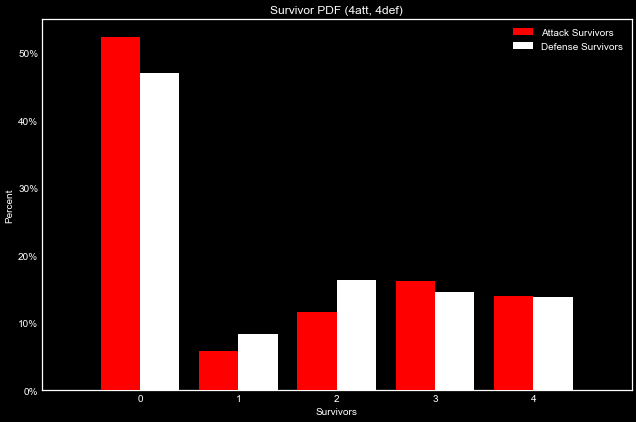 Survivor PDF (4att, 4def)
Attack Survivors
Defense Survivors
50%
40%
30%
20%
10%
0%
Percent
0 1 2 3 4
Survivors